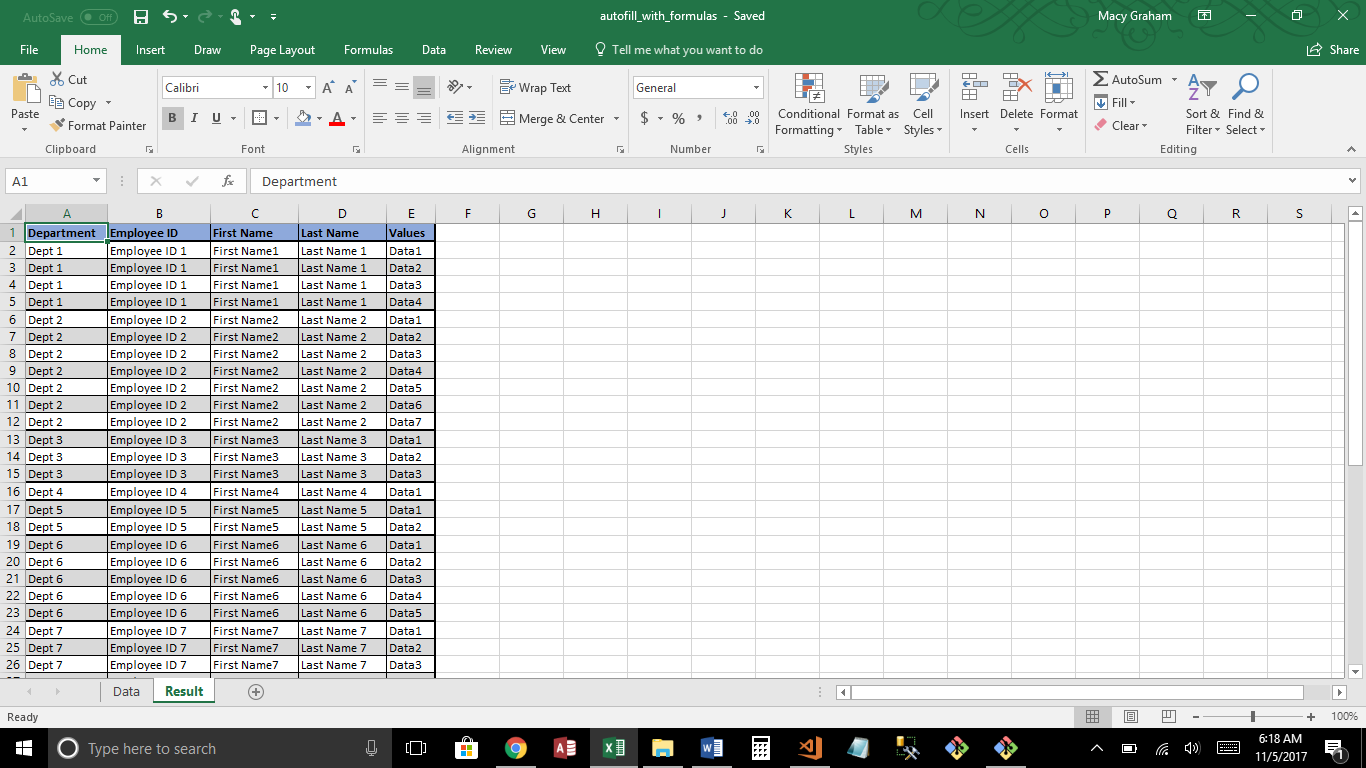 AutoSave Off autofill_with_formulas - Saved Macy Graham
File Home Insert Draw Page Layout Formulas Data Review View Tell me what you want to do Share
Paste Cut Copy Format Painter
Calibri 10 A A
B I U A
Wrap Text
Merge & Center
General
$ % ,
Conditional Formatting Format as Table Cell Styles
Insert Delete Format
AutoSum Fill Clear
Sort & Filter Find & Select
Clipboard Font Alignment Number Styles Cells Editing
A1 fx Department
A B C D E F G H I J K L M N O P Q R S
1 Department Employee ID First Name Last Name Values
2 Dept 1 Employee ID 1 First Name1 Last Name 1 Data1
3 Dept 1 Employee ID 1 First Name1 Last Name 1 Data2
4 Dept 1 Employee ID 1 First Name1 Last Name 1 Data3
5 Dept 1 Employee ID 1 First Name1 Last Name 1 Data4
6 Dept 2 Employee ID 2 First Name2 Last Name 2 Data1
7 Dept 2 Employee ID 2 First Name2 Last Name 2 Data2
8 Dept 2 Employee ID 2 First Name2 Last Name 2 Data3
9 Dept 2 Employee ID 2 First Name2 Last Name 2 Data4
10 Dept 2 Employee ID 2 First Name2 Last Name 2 Data5
11 Dept 2 Employee ID 2 First Name2 Last Name 2 Data6
12 Dept 2 Employee ID 2 First Name2 Last Name 2 Data7
13 Dept 3 Employee ID 3 First Name3 Last Name 3 Data1
14 Dept 3 Employee ID 3 First Name3 Last Name 3 Data2
15 Dept 3 Employee ID 3 First Name3 Last Name 3 Data3
16 Dept 4 Employee ID 4 First Name4 Last Name 4 Data1
17 Dept 5 Employee ID 5 First Name5 Last Name 5 Data1
18 Dept 5 Employee ID 5 First Name5 Last Name 5 Data2
19 Dept 6 Employee ID 6 First Name6 Last Name 6 Data1
20 Dept 6 Employee ID 6 First Name6 Last Name 6 Data2
21 Dept 6 Employee ID 6 First Name6 Last Name 6 Data3
22 Dept 6 Employee ID 6 First Name6 Last Name 6 Data4
23 Dept 6 Employee ID 6 First Name6 Last Name 6 Data5
24 Dept 7 Employee ID 7 First Name7 Last Name 7 Data1
25 Dept 7 Employee ID 7 First Name7 Last Name 7 Data2
26 Dept 7 Employee ID 7 First Name7 Last Name 7 Data3
Data Result
Ready 100%
Type here to search
6:18 AM
11/5/2017
1